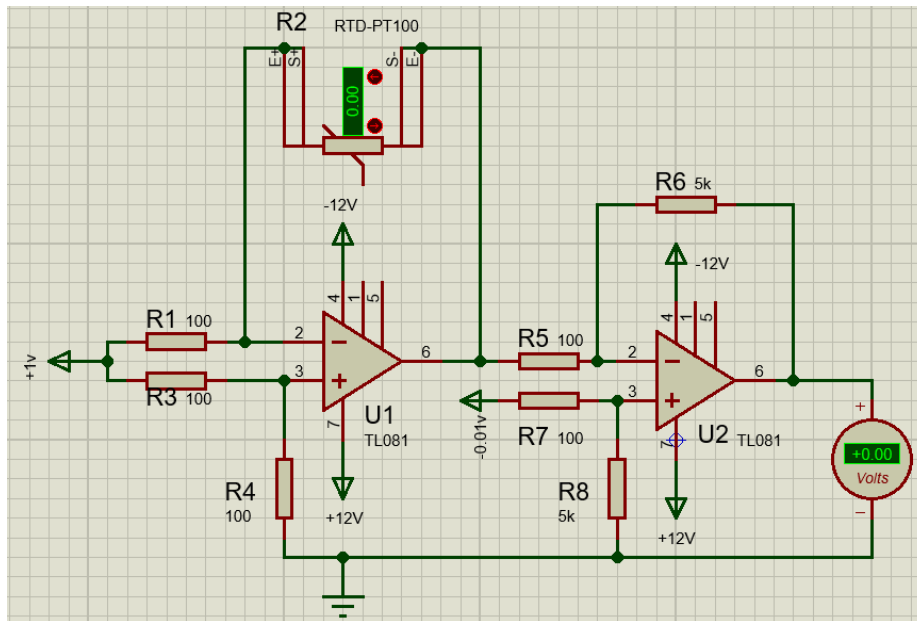 R2 RTD-PT100
E+ S+ S- E-
0.00
R6 5k
-12V
-12V
4 1 5
4 1 5
R1 100
2
6
R5 100
2
6
+1v
R3 100
3
-0.01v
R7 100
3
7
U1
TL081
7
U2 TL081
+
+0.00
Volts
−
R4
100
+12V
R8
5k
+12V